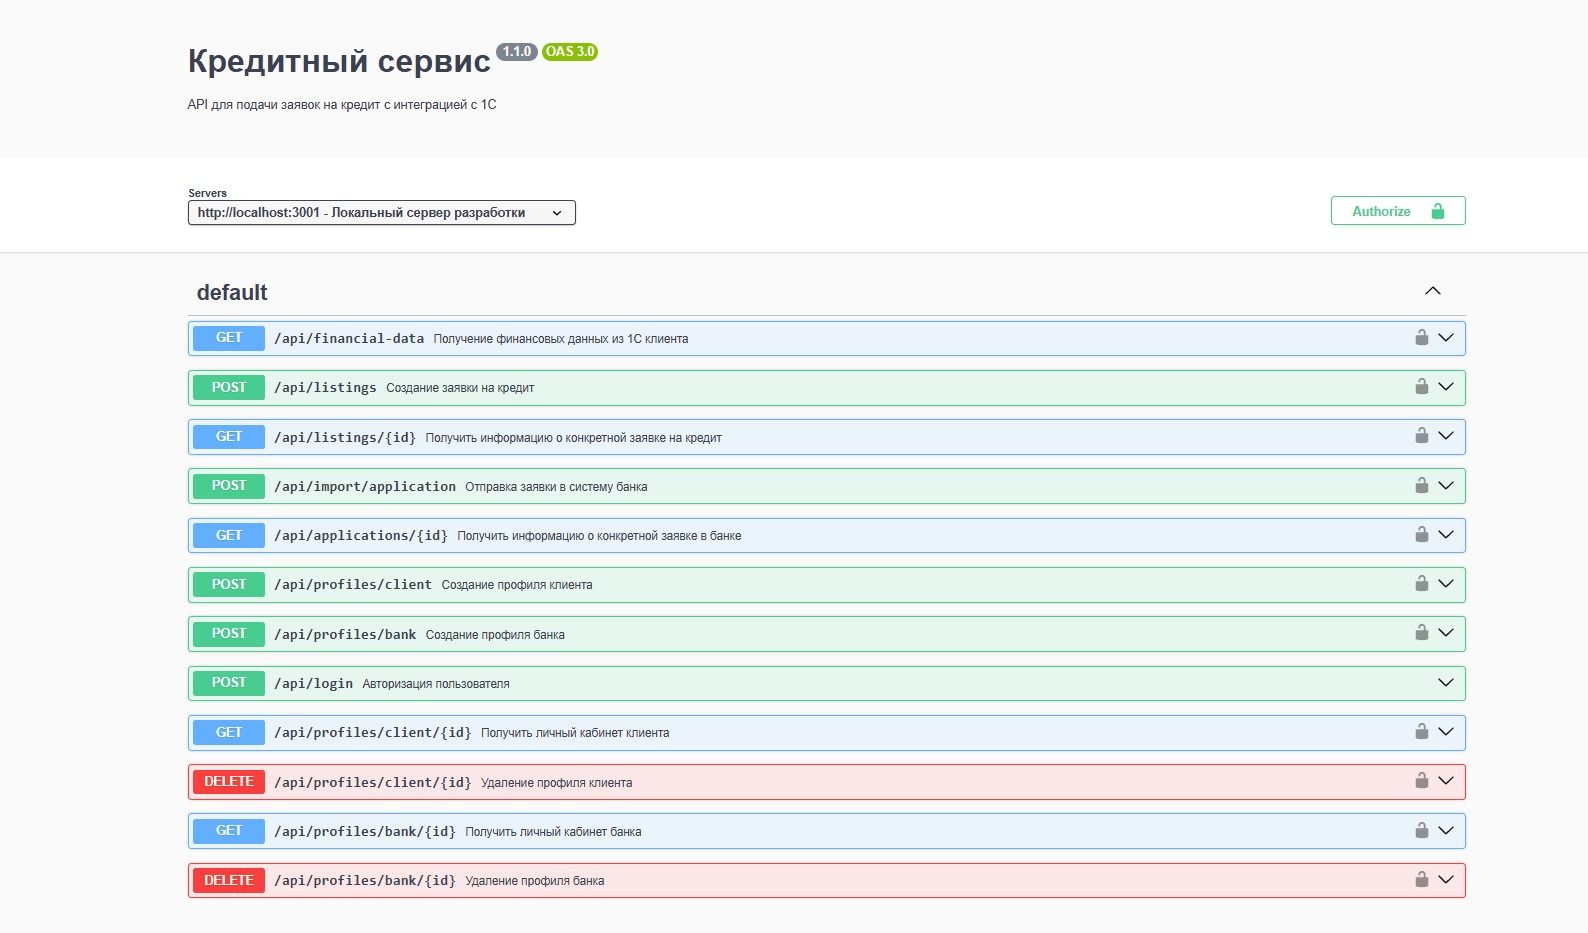 Кредитный сервис 1.1.0 OAS 3.0
API для подачи заявок на кредит с интеграцией с 1С
Servers
http://localhost:3001 - Локальный сервер разработки
Authorize
default
GET /api/financial-data Получение финансовых данных из 1С клиента
POST /api/listings Создание заявки на кредит
GET /api/listings/{id} Получить информацию о конкретной заявке на кредит
POST /api/import/application Отправка заявки в систему банка
GET /api/applications/{id} Получить информацию о конкретной заявке в банке
POST /api/profiles/client Создание профиля клиента
POST /api/profiles/bank Создание профиля банка
POST /api/login Авторизация пользователя
GET /api/profiles/client/{id} Получить личный кабинет клиента
DELETE /api/profiles/client/{id} Удаление профиля клиента
GET /api/profiles/bank/{id} Получить личный кабинет банка
DELETE /api/profiles/bank/{id} Удаление профиля банка